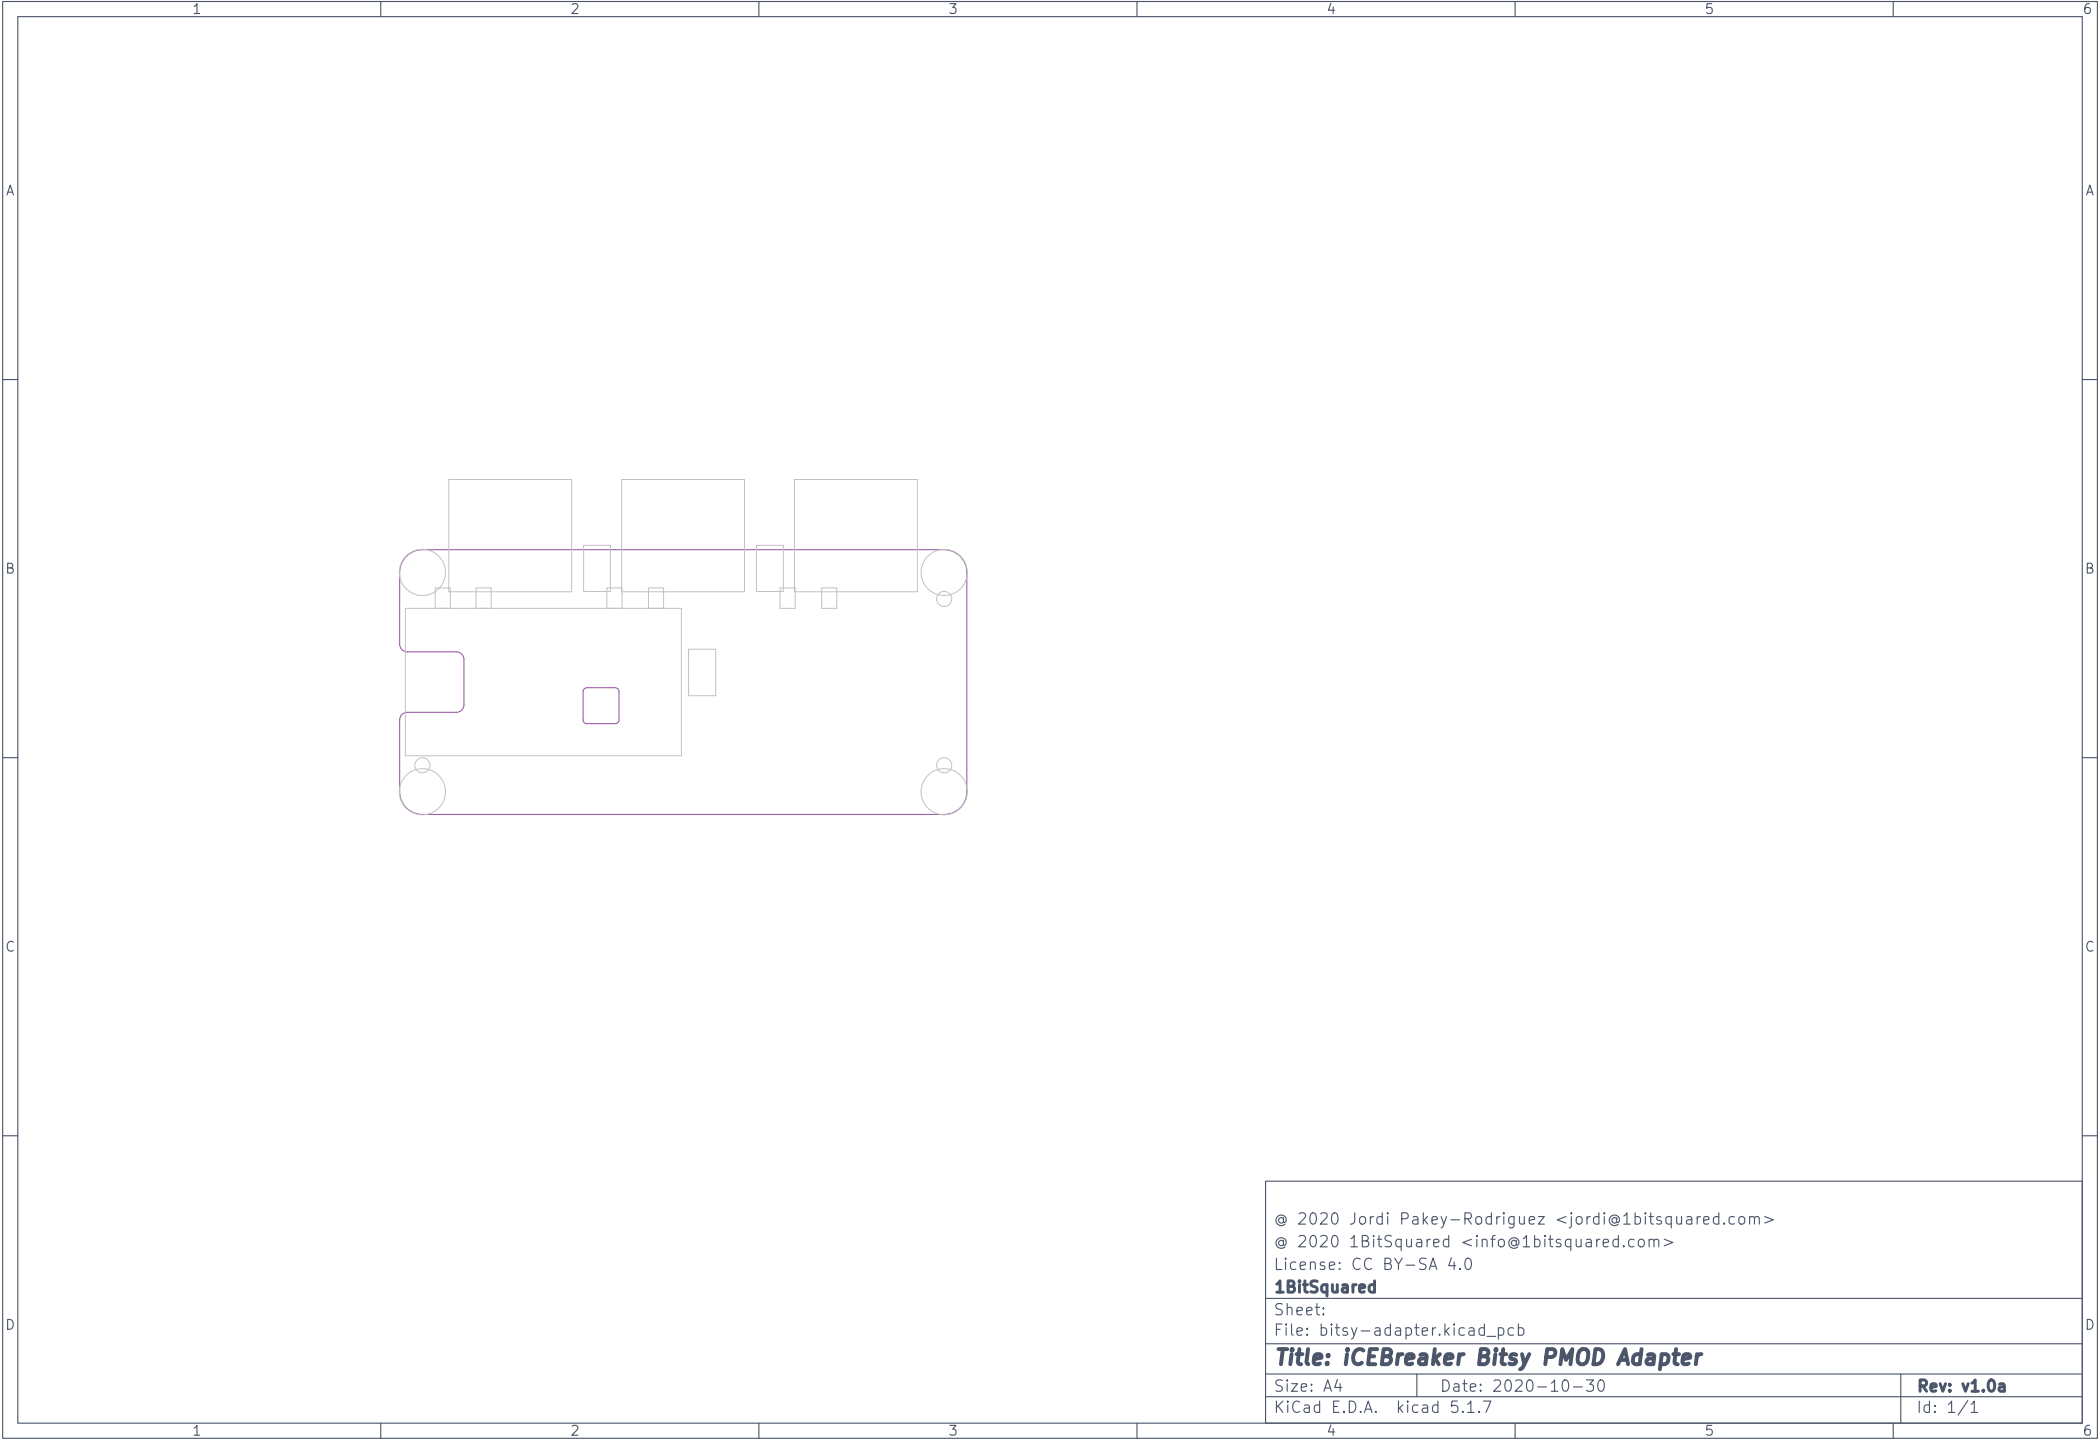 1 2 3 4 5 6
A A
B B
C C
@ 2020 Jordi Pakey-Rodriguez <jordi@1bitsquared.com>
@ 2020 1BitSquared <info@1bitsquared.com>
License: CC BY-SA 4.0
1BitSquared
Sheet:
D D
File: bitsy-adapter.kicad_pcb
Title: iCEBreaker Bitsy PMOD Adapter
Size: A4 Date: 2020-10-30 Rev: v1.0a
KiCad E.D.A. kicad 5.1.7 Id: 1/1
1 2 3 4 5 6